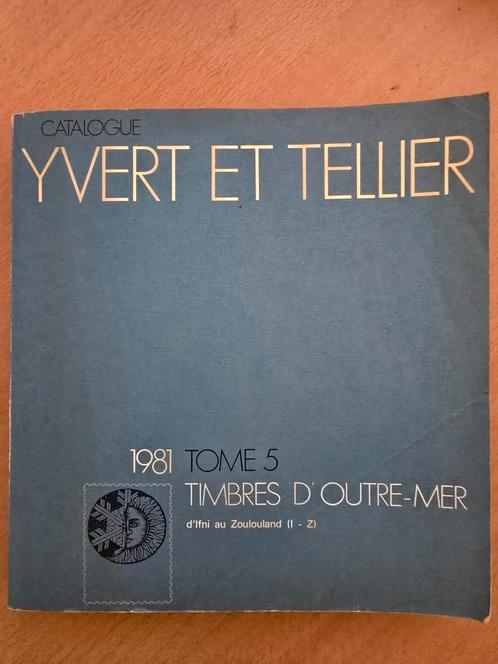 CATALOGUE
YVERT ET TELLIER
1981 TOME 5
TIMBRES D'OUTRE-MER
d'Ifni au Zoulouland (I - Z)